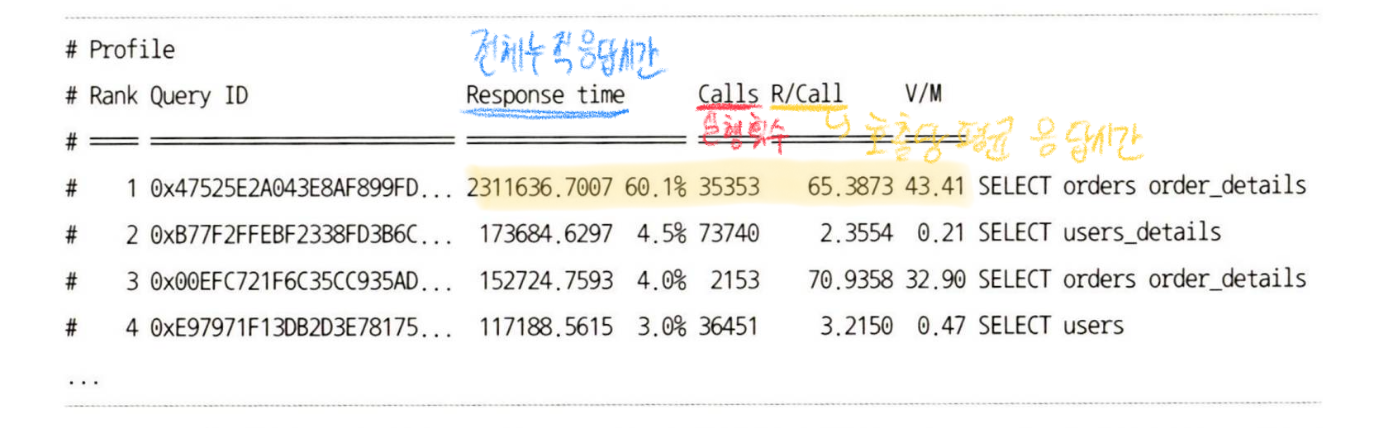 # Profile
전체누적응답시간
# Rank Query ID Response time Calls R/Call V/M
# ==== ================== ================ ==================
실행횟수 ↳ 호출당 평균 응답시간
# 1 0x47525E2A043E8AF899FD... 2311636.7007 60.1% 35353 65.3873 43.41 SELECT orders order_details
# 2 0xB77F2FFEBF2338FD3B6C... 173684.6297 4.5% 73740 2.3554 0.21 SELECT users_details
# 3 0x00EFC721F6C35CC935AD... 152724.7593 4.0% 2153 70.9358 32.90 SELECT orders order_details
# 4 0xE97971F13DB2D3E78175... 117188.5615 3.0% 36451 3.2150 0.47 SELECT users
...